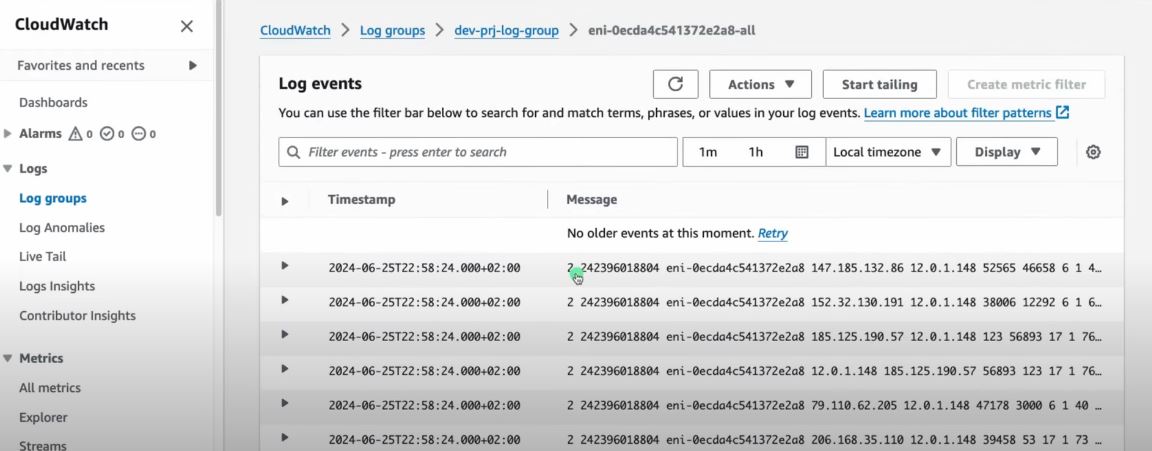 CloudWatch
Favorites and recents
Dashboards
Alarms 0 0 0
Logs
Log groups
Log Anomalies
Live Tail
Logs Insights
Contributor Insights
Metrics
All metrics
Explorer
Streams
CloudWatch > Log groups > dev-prj-log-group > eni-0ecda4c541372e2a8-all
Log events
Actions
Start tailing
Create metric filter
You can use the filter bar below to search for and match terms, phrases, or values in your log events. Learn more about filter patterns
Filter events - press enter to search
1m 1h Local timezone Display
Timestamp Message
No older events at this moment. Retry
2024-06-25T22:58:24.000+02:00 2 242396018804 eni-0ecda4c541372e2a8 147.185.132.86 12.0.1.148 52565 46658 6 1 4…
2024-06-25T22:58:24.000+02:00 2 242396018804 eni-0ecda4c541372e2a8 152.32.130.191 12.0.1.148 38006 12292 6 1 6…
2024-06-25T22:58:24.000+02:00 2 242396018804 eni-0ecda4c541372e2a8 185.125.190.57 12.0.1.148 123 56893 17 1 76…
2024-06-25T22:58:24.000+02:00 2 242396018804 eni-0ecda4c541372e2a8 12.0.1.148 185.125.190.57 56893 123 17 1 76…
2024-06-25T22:58:24.000+02:00 2 242396018804 eni-0ecda4c541372e2a8 79.110.62.205 12.0.1.148 47178 3000 6 1 40 …
2024-06-25T22:58:24.000+02:00 2 242396018804 eni-0ecda4c541372e2a8 206.168.35.110 12.0.1.148 39458 53 17 1 73 …